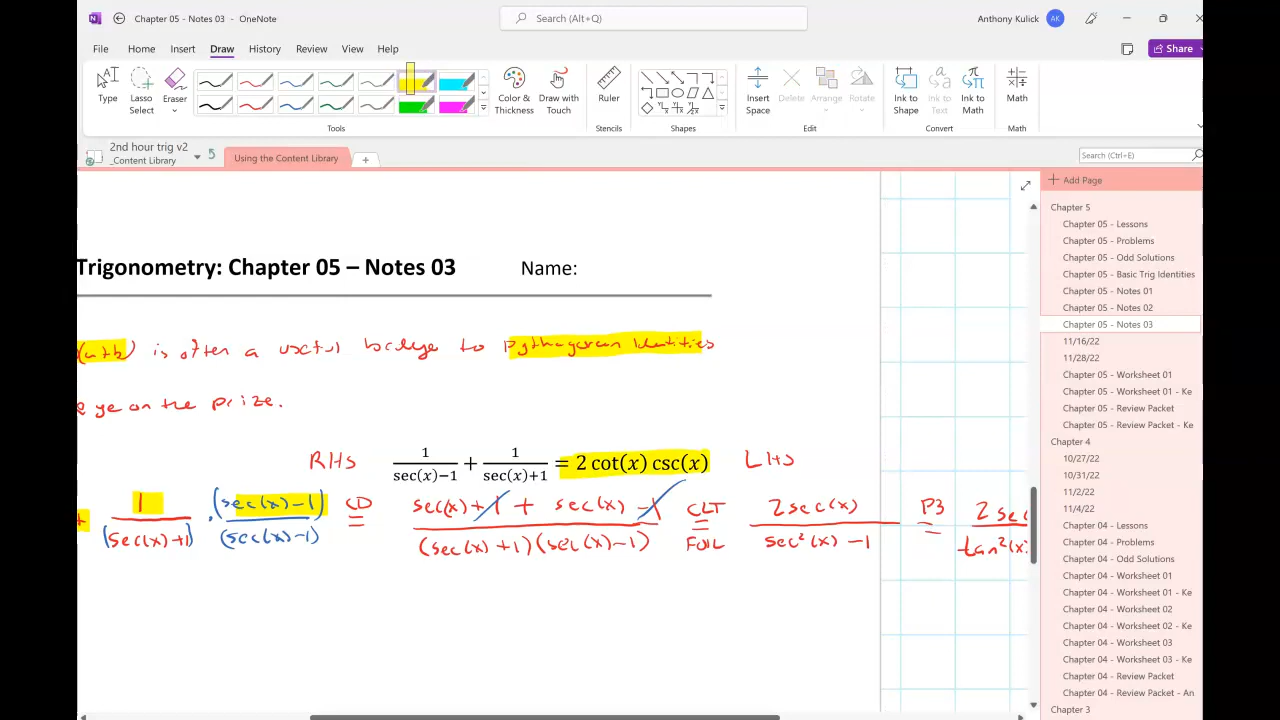 Chapter 05 - Notes 03 - OneNote
Search (Alt+Q)
Anthony Kulick AK
File Home Insert Draw History Review View Help
Share
Type
Lasso Select
Eraser
Color & Thickness
Draw with Touch
Ruler
Insert Space
Delete
Arrange
Rotate
Ink to Shape
Ink to Text
Ink to Math
Math
Tools Stencils Shapes Edit Convert Math
2nd hour trig v2
_Content Library
Using the Content Library
Search (Ctrl+E)
Trigonometry: Chapter 05 – Notes 03 Name:
(a+b) is often a useful bridge to Pythagorean Identities
eye on the prize.
RHS 1/(sec(x)−1) + 1/(sec(x)+1) = 2 cot(x) csc(x) LHS
+ 1/(sec(x)+1) · (sec(x)−1)/(sec(x)−1) CD = (sec(x)+1 + sec(x)−1)/((sec(x)+1)(sec(x)−1)) CLT = FOIL 2sec(x)/(sec²(x)−1) P3 = 2 sec/tan²(x)
Add Page
Chapter 5
Chapter 05 - Lessons
Chapter 05 - Problems
Chapter 05 - Odd Solutions
Chapter 05 - Basic Trig Identities
Chapter 05 - Notes 01
Chapter 05 - Notes 02
Chapter 05 - Notes 03
11/16/22
11/28/22
Chapter 05 - Worksheet 01
Chapter 05 - Worksheet 01 - Ke
Chapter 05 - Review Packet
Chapter 05 - Review Packet - Ke
Chapter 4
10/27/22
10/31/22
11/2/22
11/4/22
Chapter 04 - Lessons
Chapter 04 - Problems
Chapter 04 - Odd Solutions
Chapter 04 - Worksheet 01
Chapter 04 - Worksheet 01 - Ke
Chapter 04 - Worksheet 02
Chapter 04 - Worksheet 02 - Ke
Chapter 04 - Worksheet 03
Chapter 04 - Worksheet 03 - Ke
Chapter 04 - Review Packet
Chapter 04 - Review Packet - An
Chapter 3